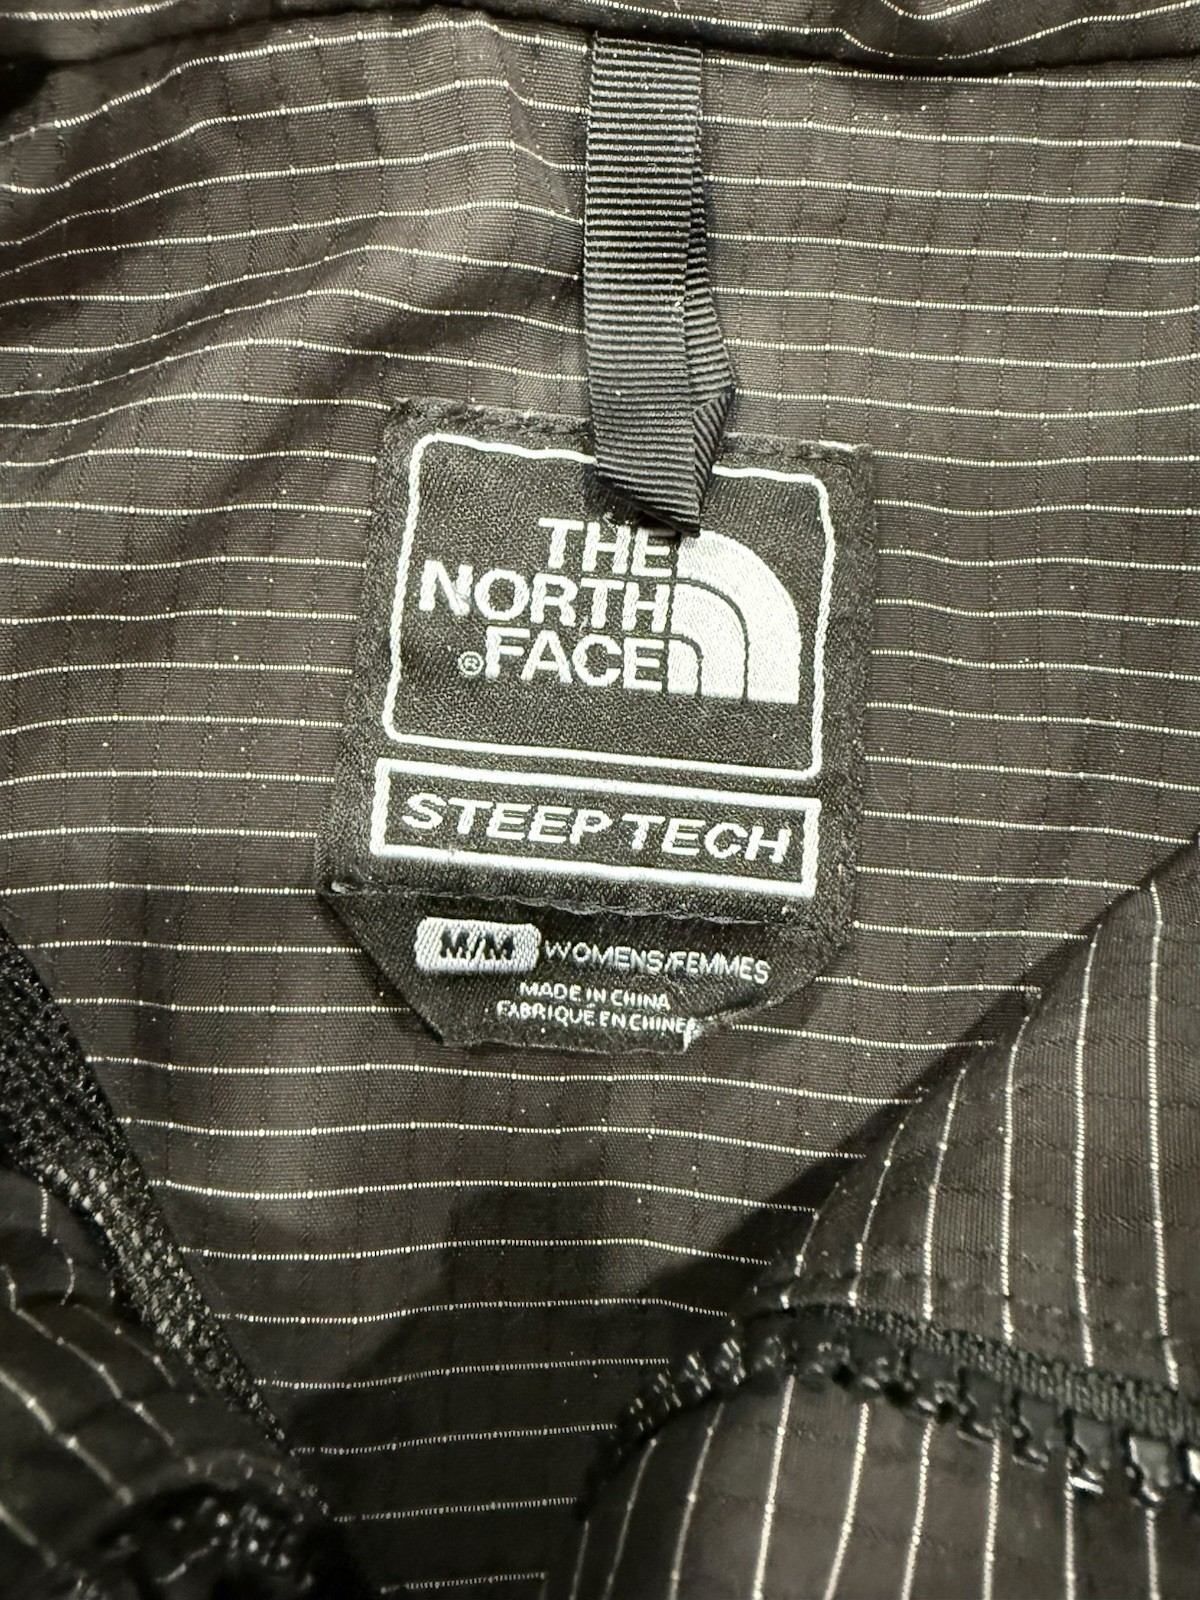 THE
NORTH
®FACE
STEEP TECH
M/M WOMENS/FEMMES
MADE IN CHINA
FABRIQUE EN CHINE